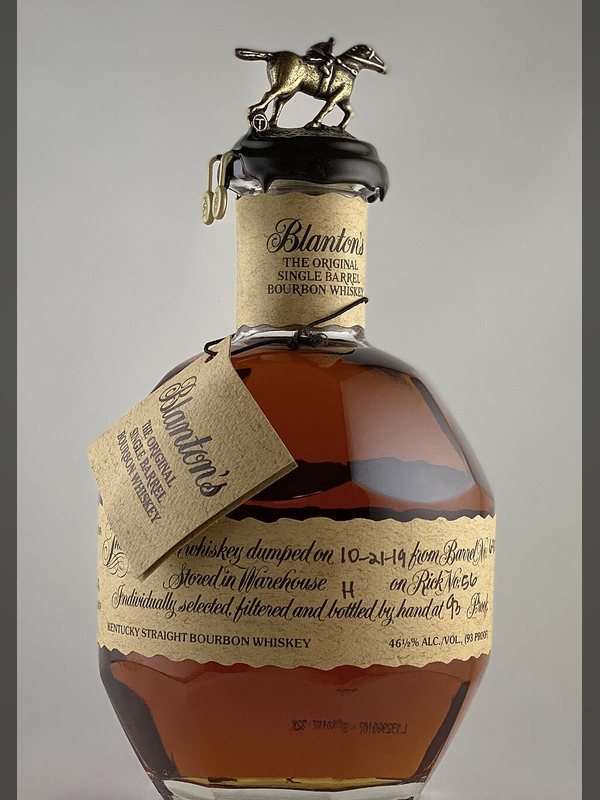 T
Blanton's
THE ORIGINAL
SINGLE BARREL
BOURBON WHISKEY
Blanton's
THE ORIGINAL
SINGLE BARREL
BOURBON WHISKEY
whiskey dumped on 10-21-19 from Barrel No.
Stored in Warehouse H on Rick No. 56
Individually selected, filtered and bottled by hand at 93 Proof
KENTUCKY STRAIGHT BOURBON WHISKEY
46½% ALC./VOL. (93 PROOF)